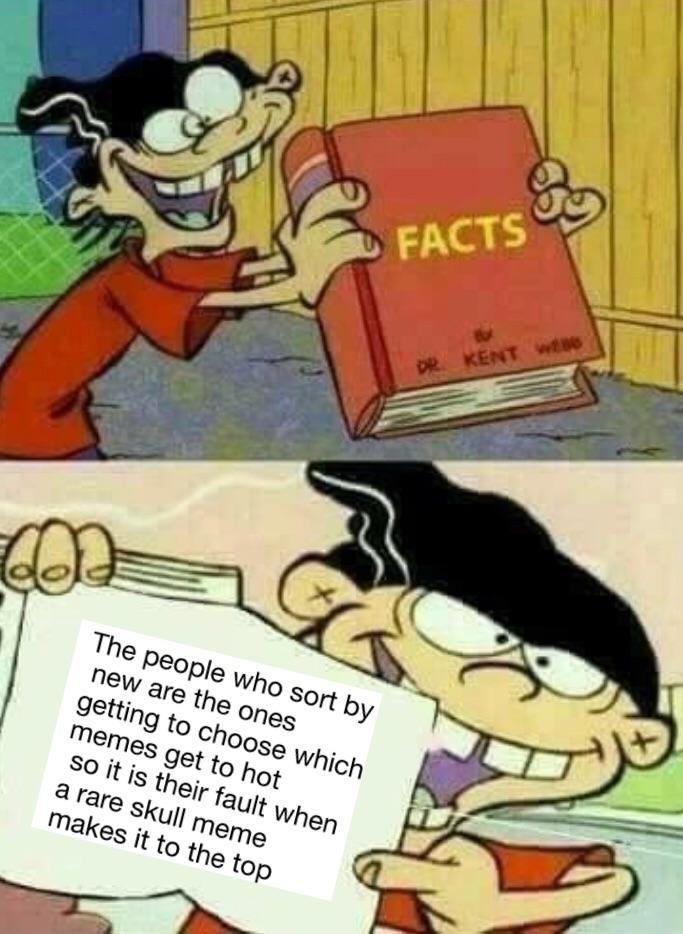 FACTS
BY
DR. KENT WEBB
The people who sort by
new are the ones
getting to choose which
memes get to hot
so it is their fault when
a rare skull meme
makes it to the top